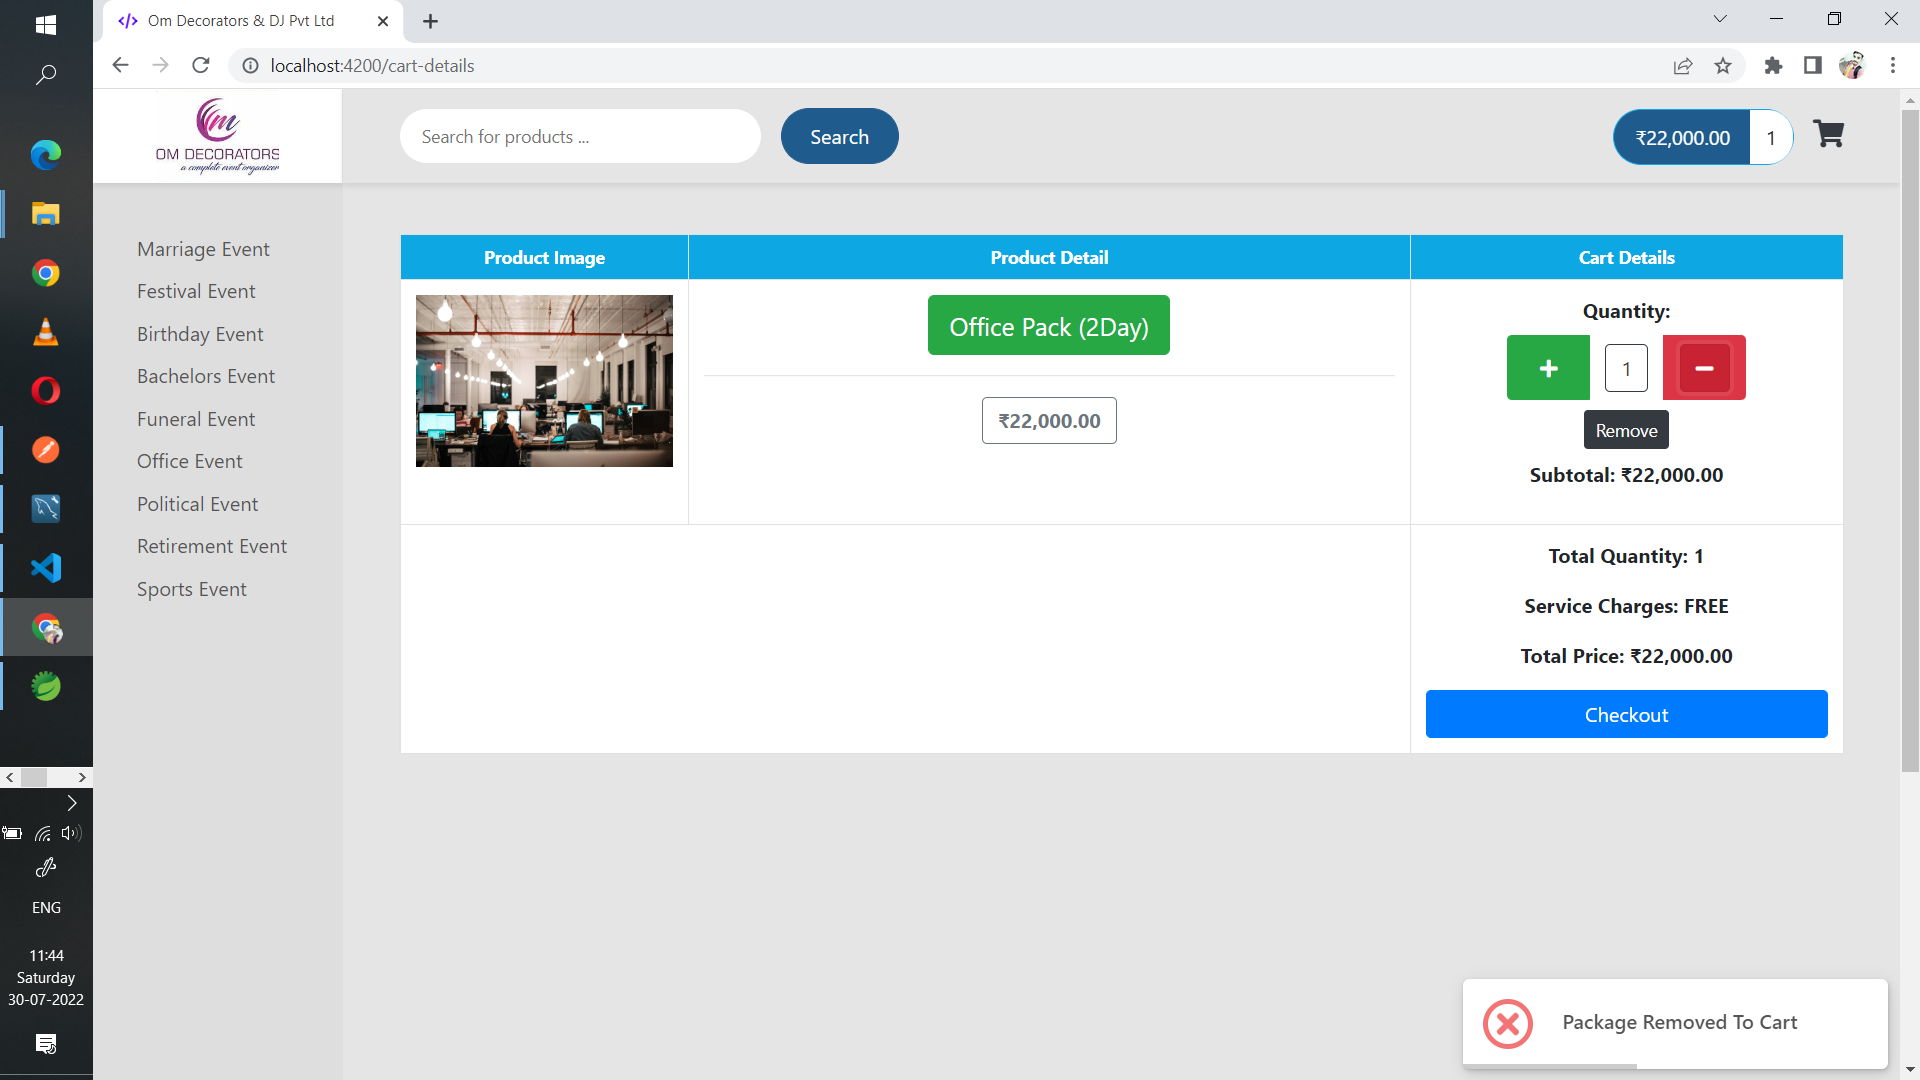 Om Decorators & DJ Pvt Ltd
localhost:4200/cart-details
OM DECORATORS
a complete event organizer
Search for products ...
Search
₹22,000.00 1
Marriage Event
Festival Event
Birthday Event
Bachelors Event
Funeral Event
Office Event
Political Event
Retirement Event
Sports Event
Product Image Product Detail Cart Details
Office Pack (2Day)
₹22,000.00
Quantity:
1
Remove
Subtotal: ₹22,000.00
Total Quantity: 1
Service Charges: FREE
Total Price: ₹22,000.00
Checkout
Package Removed To Cart
ENG
11:44
Saturday
30-07-2022